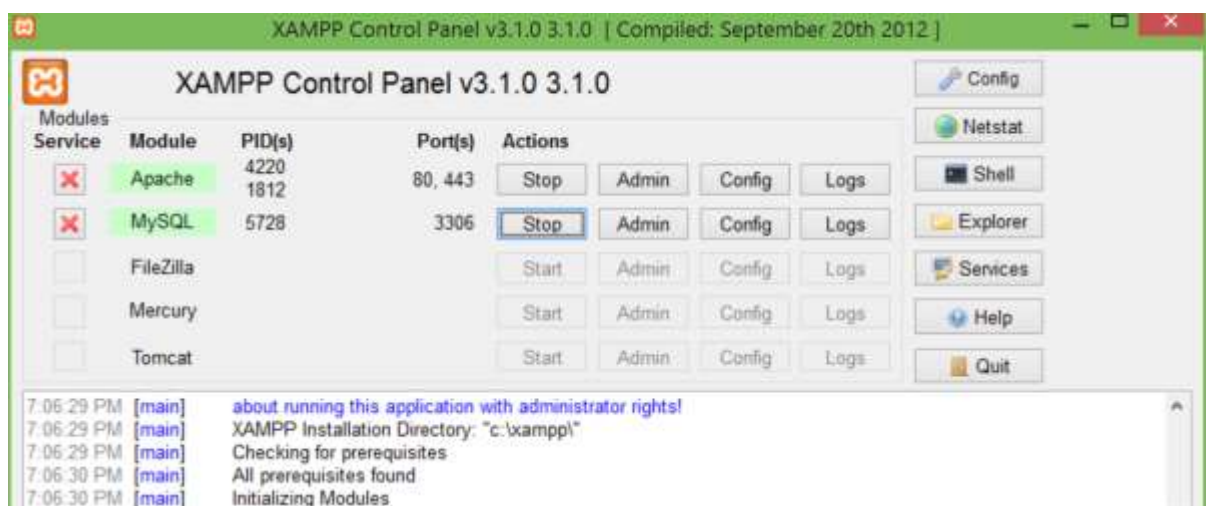 XAMPP Control Panel v3.1.0 3.1.0 [ Compiled: September 20th 2012 ]
XAMPP Control Panel v3.1.0 3.1.0
Config
Modules
Netstat
Service Module PID(s) Port(s) Actions
Apache 4220 1812 80, 443 Stop Admin Config Logs
Shell
MySQL 5728 3306 Stop Admin Config Logs
Explorer
FileZilla Start Admin Config Logs
Services
Mercury Start Admin Config Logs
Help
Tomcat Start Admin Config Logs
Quit
7:06:29 PM [main] about running this application with administrator rights!
7:06:29 PM [main] XAMPP Installation Directory: "c:\xampp\"
7:06:29 PM [main] Checking for prerequisites
7:06:30 PM [main] All prerequisites found
7:06:30 PM [main] Initializing Modules